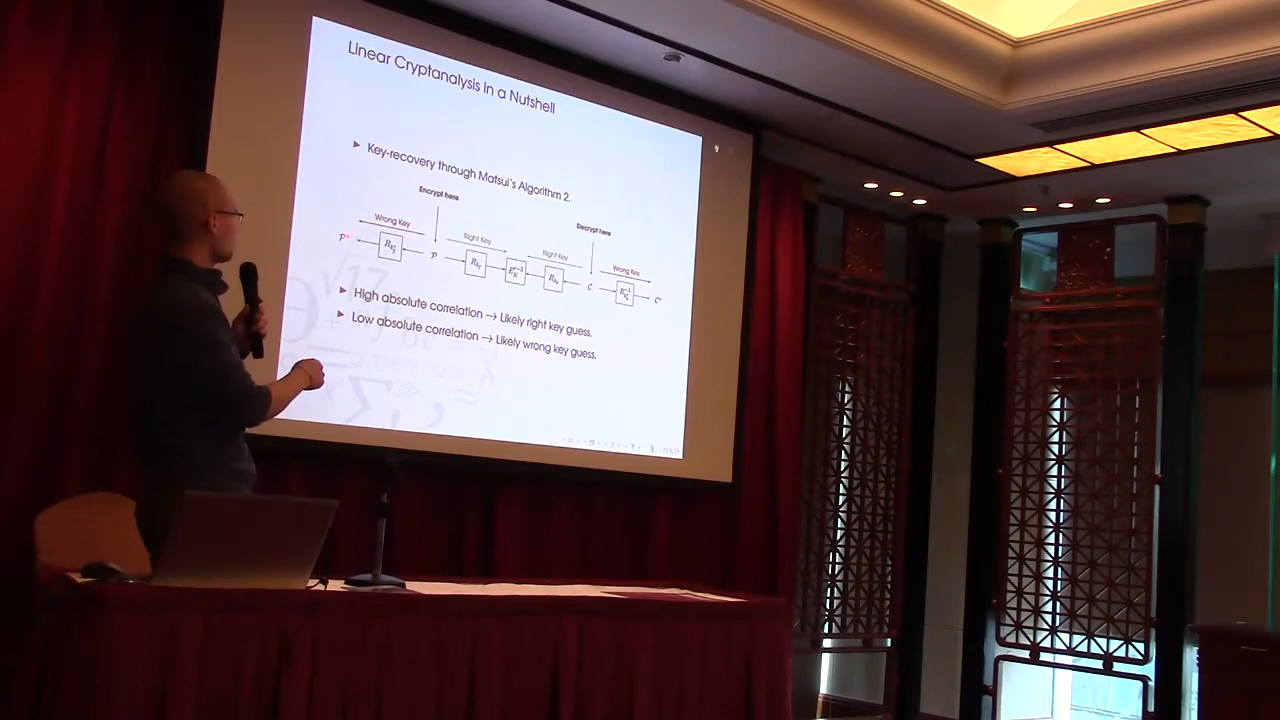 Linear Cryptanalysis in a Nutshell
▶ Key-recovery through Matsui's Algorithm 2.
Encrypt here
Decrypt here
Wrong Key
Right Key
Right Key
Wrong Key
P*
P
C
C*
▶ High absolute correlation → Likely right key guess.
▶ Low absolute correlation → Likely wrong key guess.